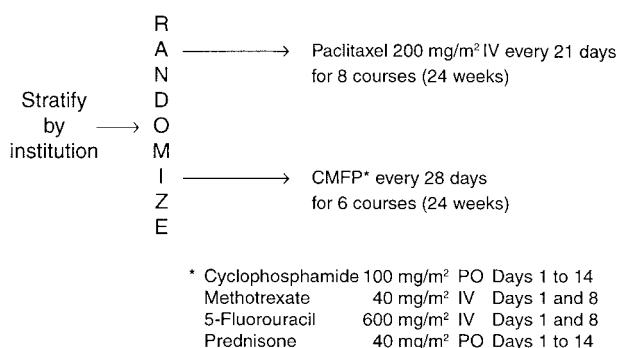 Stratify
by
institution
RANDOMIZE
Paclitaxel 200 mg/m² IV every 21 days
for 8 courses (24 weeks)
CMFP* every 28 days
for 6 courses (24 weeks)
* Cyclophosphamide 100 mg/m² PO Days 1 to 14
Methotrexate 40 mg/m² IV Days 1 and 8
5-Fluorouracil 600 mg/m² IV Days 1 and 8
Prednisone 40 mg/m² PO Days 1 to 14